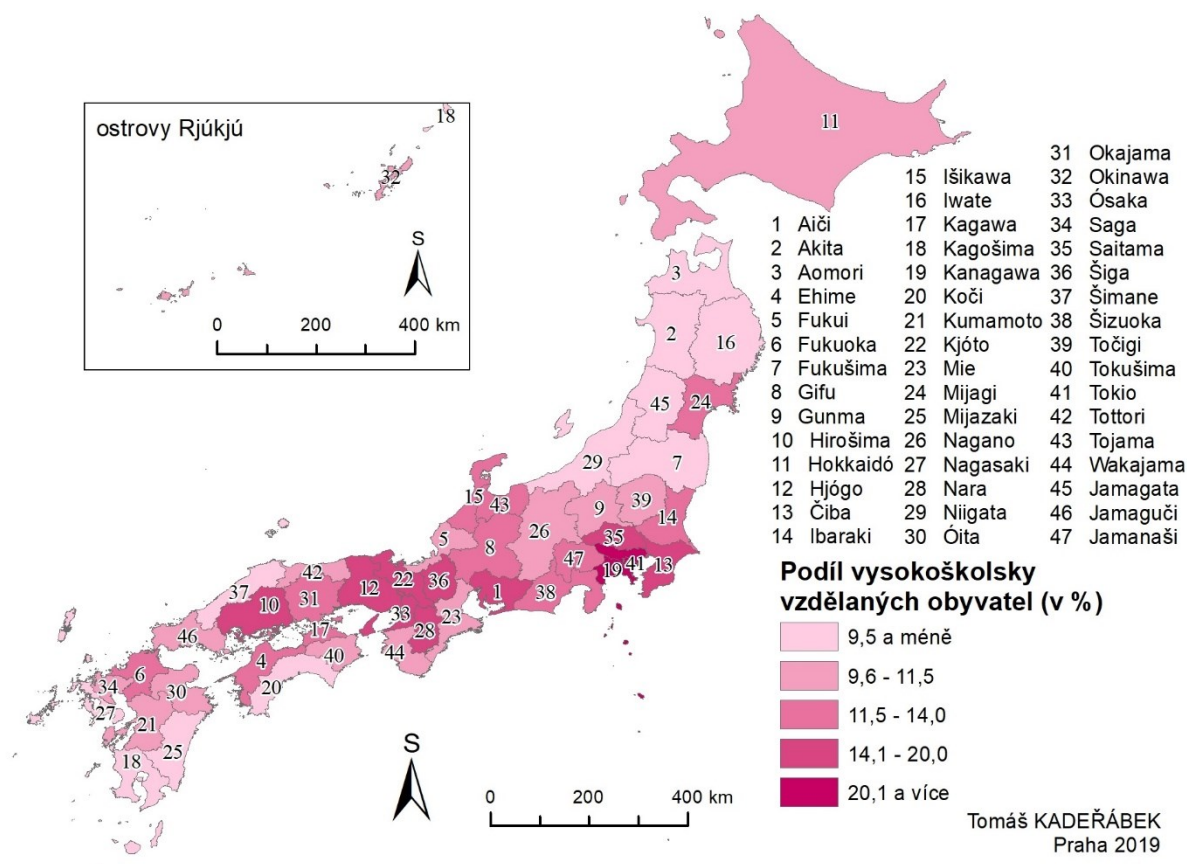 ostrovy Rjúkjú
18
32
S
0 200 400 km
11
3
2
16
45
24
29
7
15
43
9
39
14
26
5
8
35
47
41
19
13
42
37
12
22
36
10
31
1
38
33
23
46
17
28
4
40
44
6
20
34
30
27
21
25
18
S
0 200 400 km
1 Aiči
2 Akita
3 Aomori
4 Ehime
5 Fukui
6 Fukuoka
7 Fukušima
8 Gifu
9 Gunma
10 Hirošima
11 Hokkaidó
12 Hjógo
13 Čiba
14 Ibaraki
15 Išikawa
16 Iwate
17 Kagawa
18 Kagošima
19 Kanagawa
20 Koči
21 Kumamoto
22 Kjóto
23 Mie
24 Mijagi
25 Mijazaki
26 Nagano
27 Nagasaki
28 Nara
29 Niigata
30 Óita
31 Okajama
32 Okinawa
33 Ósaka
34 Saga
35 Saitama
36 Šiga
37 Šimane
38 Šizuoka
39 Točigi
40 Tokušima
41 Tokio
42 Tottori
43 Tojama
44 Wakajama
45 Jamagata
46 Jamaguči
47 Jamanaši
Podíl vysokoškolsky
vzdělaných obyvatel (v %)
9,5 a méně
9,6 - 11,5
11,5 - 14,0
14,1 - 20,0
20,1 a více
Tomáš KADEŘÁBEK
Praha 2019